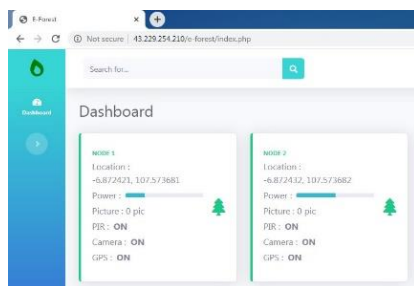 E-Forest
Not secure | 43.229.254.210/e-forest/index.php
Search for...
Dashboard
Dashboard
NODE 1
Location :
-6.872421, 107.573681
Power :
Picture : 0 pic
PIR : ON
Camera : ON
GPS : ON
NODE 2
Location :
-6.872432, 107.573682
Power :
Picture : 0 pic
PIR : ON
Camera : ON
GPS : ON